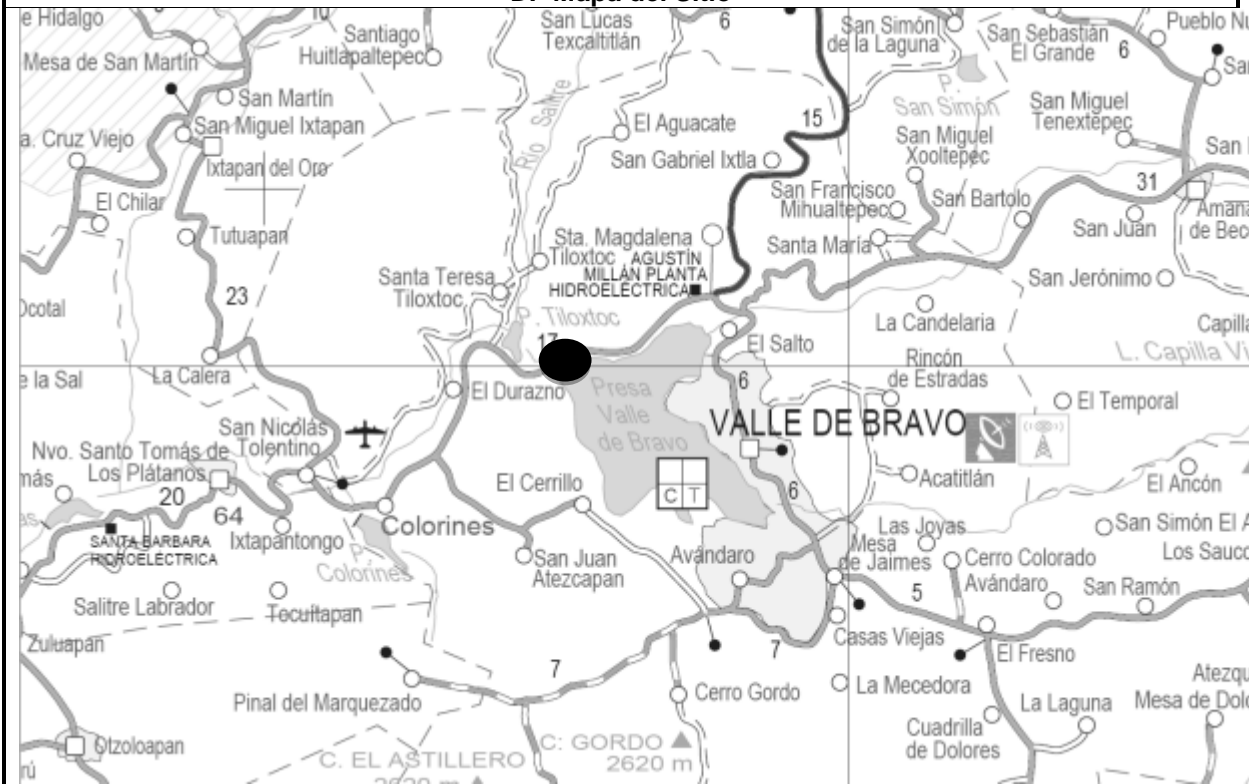 e Hidalgo
10
Santiago
Huitlapaltepec
San Lucas
Texcaltitlán
6
San Simón
de la Laguna
San Sebastián
El Grande
6
Pueblo Nu
Mesa de San Martín
San Martín
San Miguel Ixtapan
a. Cruz Viejo
Ixtapan del Oro
El Chilar
Tutuapan
Río Salitre
El Aguacate
San Gabriel Ixtla
15
P.
San Simón
San Miguel
Xooltepec
San Miguel
Tenextepec
San Francisco
Mihualtepec
San Bartolo
31
San Juan
Amana
de Bec
Sta. Magdalena
Tiloxtoc
AGUSTÍN
MILLÁN PLANTA
HIDROELÉCTRICA
Santa María
San Jerónimo
Santa Teresa
Tiloxtoc
P. Tiloxtoc
23
Ocotal
La Candelaria
Capilla
L. Capilla Vi
17
El Salto
Rincón
de Estradas
La Calera
e la Sal
El Durazno
Presa
Valle
de Bravo
6
VALLE DE BRAVO
El Temporal
San Nicolás
Tolentino
Nvo. Santo Tomás de
Los Plátanos
más
20
64
El Cerrillo
C T
6
Acatitlán
El Ancón
Colorines
SANTA BARBARA
HIDROELÉCTRICA
Ixtapantongo
P.
Colorines
San Juan
Atezcapan
Avándaro
Las Joyas
Mesa
de Jaimes
San Simón El A
Los Sauco
Cerro Colorado
Avándaro
San Ramón
5
Salitre Labrador
Tocultapan
Zuluapan
7
7
Casas Viejas
El Fresno
Pinal del Marquezado
Cerro Gordo
La Mecedora
La Laguna
Atezqu
Mesa de Dolo
Cuadrilla
de Dolores
Otzoloapan
rú
C. EL ASTILLERO
C: GORDO
2620 m